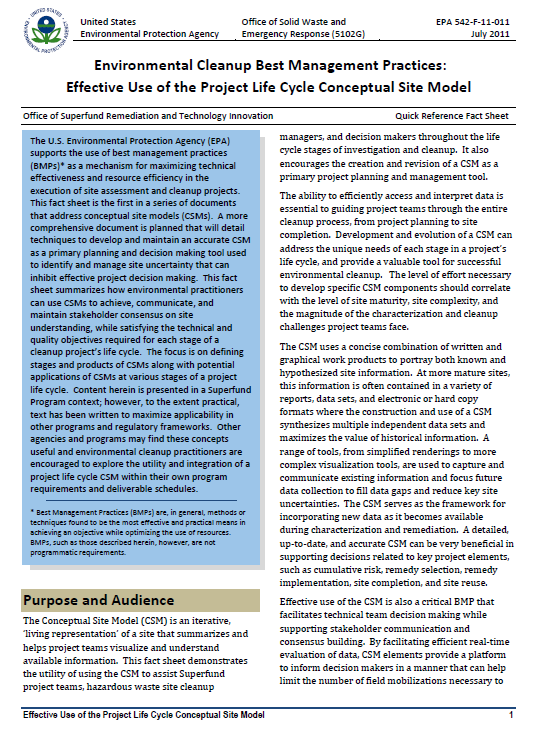 United States
Environmental Protection Agency
Office of Solid Waste and
Emergency Response (5102G)
EPA 542-F-11-011
July 2011
Environmental Cleanup Best Management Practices:
Effective Use of the Project Life Cycle Conceptual Site Model
Office of Superfund Remediation and Technology Innovation
Quick Reference Fact Sheet
The U.S. Environmental Protection Agency (EPA)
supports the use of best management practices
(BMPs)* as a mechanism for maximizing technical
effectiveness and resource efficiency in the
execution of site assessment and cleanup projects.
This fact sheet is the first in a series of documents
that address conceptual site models (CSMs). A more
comprehensive document is planned that will detail
techniques to develop and maintain an accurate CSM
as a primary planning and decision making tool used
to identify and manage site uncertainty that can
inhibit effective project decision making. This fact
sheet summarizes how environmental practitioners
can use CSMs to achieve, communicate, and
maintain stakeholder consensus on site
understanding, while satisfying the technical and
quality objectives required for each stage of a
cleanup project's life cycle. The focus is on defining
stages and products of CSMs along with potential
applications of CSMs at various stages of a project
life cycle. Content herein is presented in a Superfund
Program context; however, to the extent practical,
text has been written to maximize applicability in
other programs and regulatory frameworks. Other
agencies and programs may find these concepts
useful and environmental cleanup practitioners are
encouraged to explore the utility and integration of a
project life cycle CSM within their own program
requirements and deliverable schedules.
* Best Management Practices (BMPs) are, in general, methods or
techniques found to be the most effective and practical means in
achieving an objective while optimizing the use of resources.
BMPs, such as those described herein, however, are not
programmatic requirements.
Purpose and Audience
The Conceptual Site Model (CSM) is an iterative,
'living representation' of a site that summarizes and
helps project teams visualize and understand
available information. This fact sheet demonstrates
the utility of using the CSM to assist Superfund
project teams, hazardous waste site cleanup
managers, and decision makers throughout the life
cycle stages of investigation and cleanup. It also
encourages the creation and revision of a CSM as a
primary project planning and management tool.
The ability to efficiently access and interpret data is
essential to guiding project teams through the entire
cleanup process, from project planning to site
completion. Development and evolution of a CSM can
address the unique needs of each stage in a project's
life cycle, and provide a valuable tool for successful
environmental cleanup. The level of effort necessary
to develop specific CSM components should correlate
with the level of site maturity, site complexity, and
the magnitude of the characterization and cleanup
challenges project teams face.
The CSM uses a concise combination of written and
graphical work products to portray both known and
hypothesized site information. At more mature sites,
this information is often contained in a variety of
reports, data sets, and electronic or hard copy
formats where the construction and use of a CSM
synthesizes multiple independent data sets and
maximizes the value of historical information. A
range of tools, from simplified renderings to more
complex visualization tools, are used to capture and
communicate existing information and focus future
data collection to fill data gaps and reduce key site
uncertainties. The CSM serves as the framework for
incorporating new data as it becomes available
during characterization and remediation. A detailed,
up-to-date, and accurate CSM can be very beneficial in
supporting decisions related to key project elements,
such as cumulative risk, remedy selection, remedy
implementation, site completion, and site reuse.
Effective use of the CSM is also a critical BMP that
facilitates technical team decision making while
supporting stakeholder communication and
consensus building. By facilitating efficient real-time
evaluation of data, CSM elements provide a platform
to inform decision makers in a manner that can help
limit the number of field mobilizations necessary to
Effective Use of the Project Life Cycle Conceptual Site Model
1